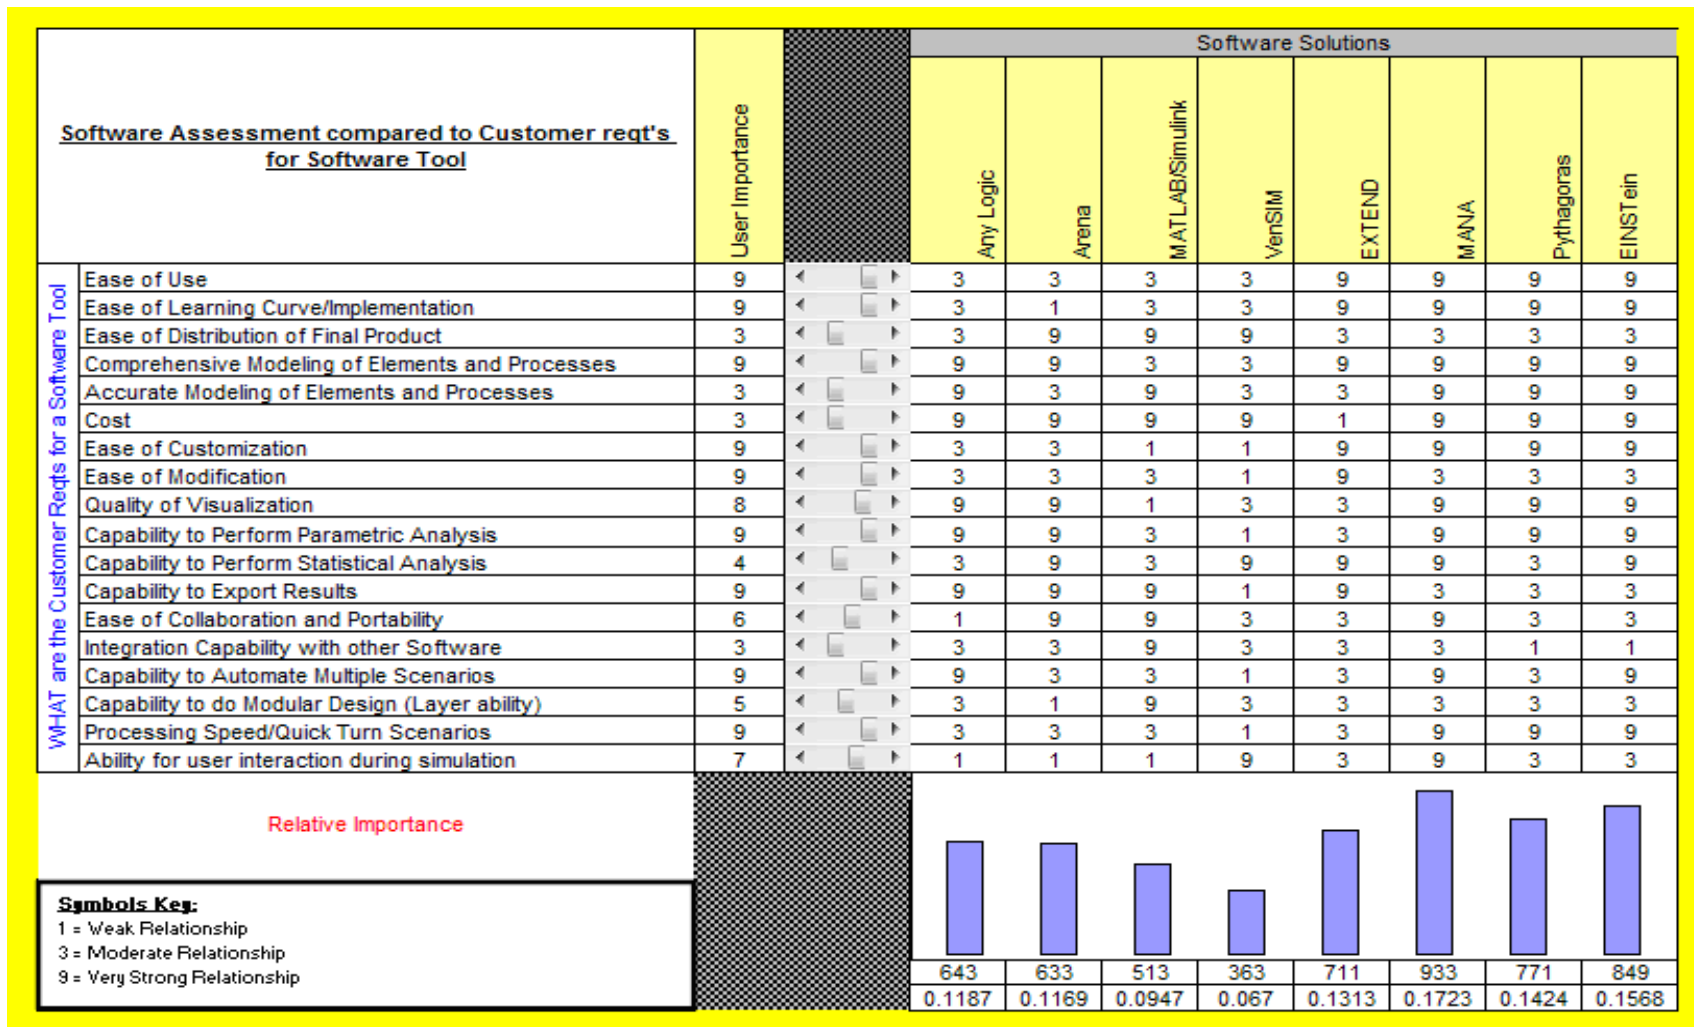 Software Solutions
Software Assessment compared to Customer reqt's
for Software Tool
User Importance
Any Logic
Arena
MATLAB/Simulink
VenSIM
EXTEND
MANA
Pythagoras
EINSTein
WHAT are the Customer Reqts for a Software Tool
Ease of Use 9 3 3 3 3 9 9 9 9
Ease of Learning Curve/Implementation 9 3 1 3 3 9 9 9 9
Ease of Distribution of Final Product 3 3 9 9 9 3 3 3 3
Comprehensive Modeling of Elements and Processes 9 9 9 3 3 9 9 9 9
Accurate Modeling of Elements and Processes 3 9 3 9 3 3 9 9 9
Cost 3 9 9 9 9 1 9 9 9
Ease of Customization 9 3 3 1 1 9 9 9 9
Ease of Modification 9 3 3 3 1 9 3 3 3
Quality of Visualization 8 9 9 1 3 3 9 9 9
Capability to Perform Parametric Analysis 9 9 9 3 1 3 9 9 9
Capability to Perform Statistical Analysis 4 3 9 3 9 9 9 3 9
Capability to Export Results 9 9 9 9 1 9 3 3 3
Ease of Collaboration and Portability 6 1 9 9 3 3 9 3 3
Integration Capability with other Software 3 3 3 9 3 3 3 1 1
Capability to Automate Multiple Scenarios 9 9 3 3 1 3 9 3 9
Capability to do Modular Design (Layer ability) 5 3 1 9 3 3 3 3 3
Processing Speed/Quick Turn Scenarios 9 3 3 3 1 3 9 9 9
Ability for user interaction during simulation 7 1 1 1 9 3 9 3 3
Relative Importance
Symbols Key:
1 = Weak Relationship
3 = Moderate Relationship
9 = Very Strong Relationship
643 633 513 363 711 933 771 849
0.1187 0.1169 0.0947 0.067 0.1313 0.1723 0.1424 0.1568